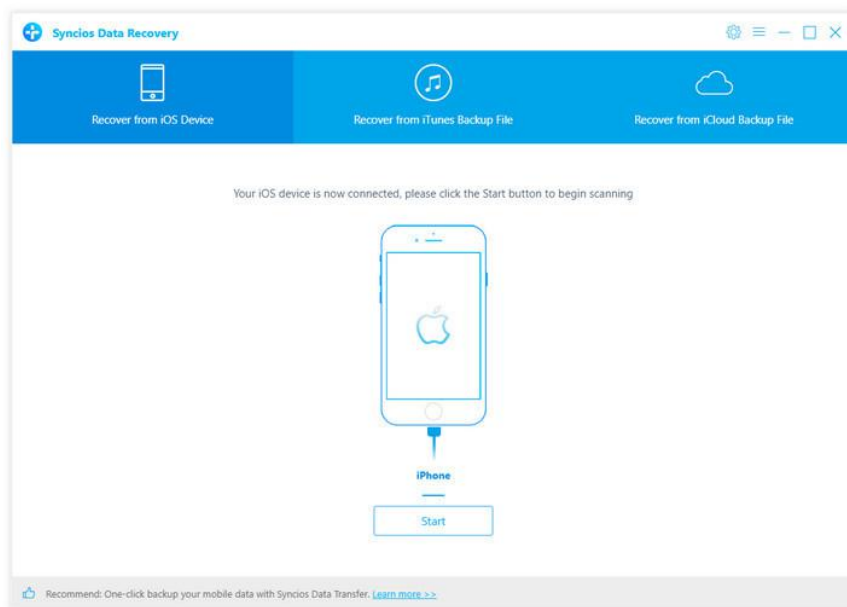 Syncios Data Recovery
Recover from iOS Device
Recover from iTunes Backup File
Recover from iCloud Backup File
Your iOS device is now connected, please click the Start button to begin scanning
iPhone
Start
Recommend: One-click backup your mobile data with Syncios Data Transfer. Learn more >>